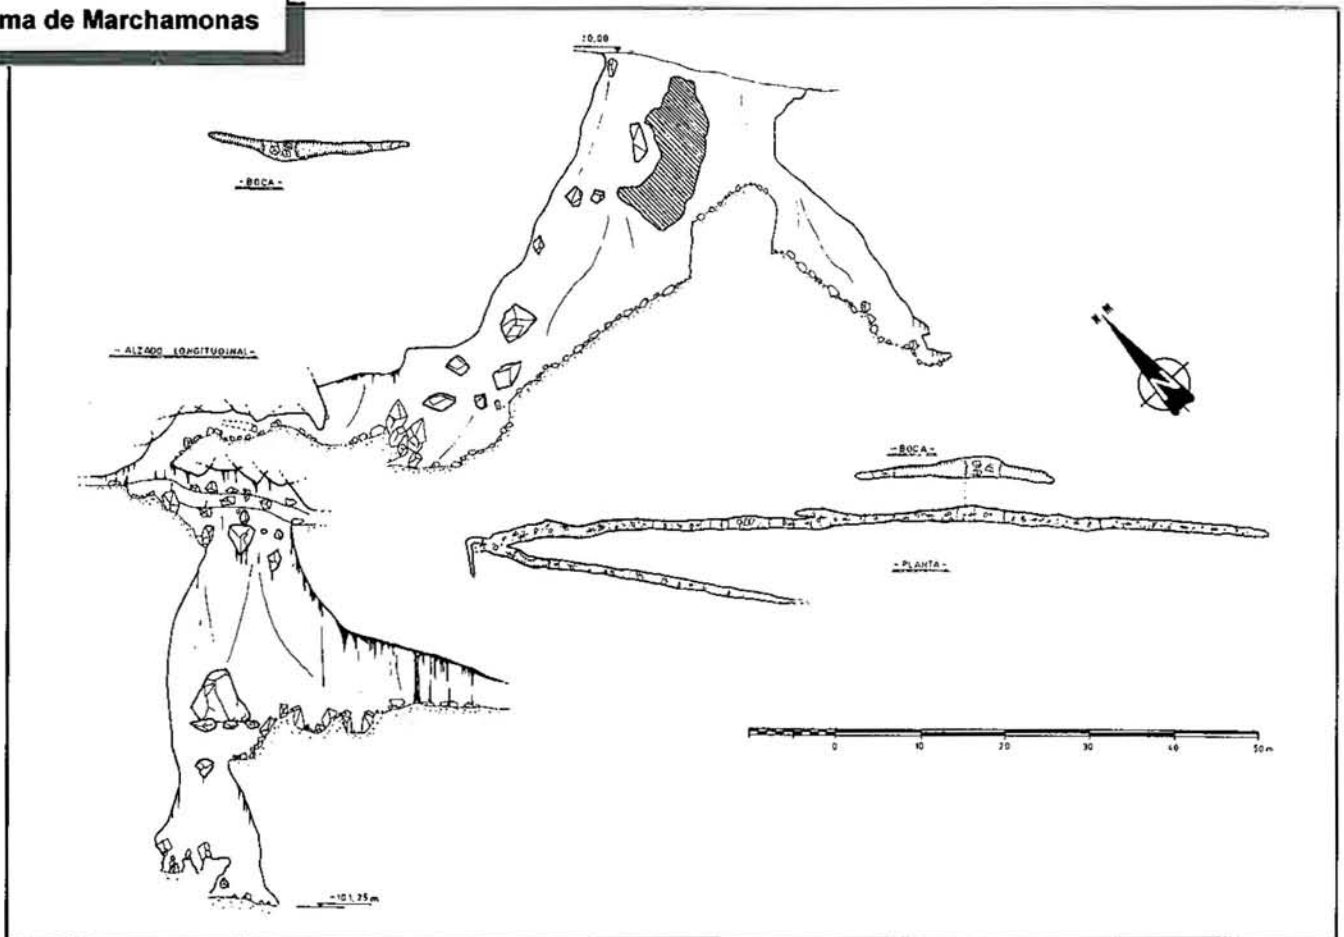 ma de Marchamonas
±0,00
- BOCA -
- ALZADO LONGITUDINAL -
- BOCA -
- PLANTA -
0 10 20 30 40 50 m
-101,25 m